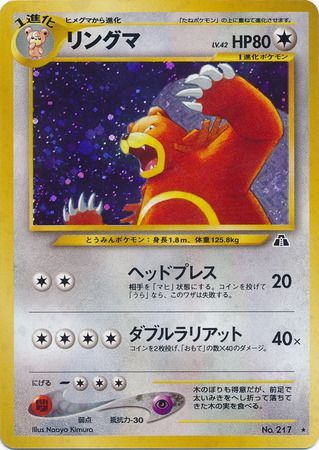 1進化
ヒメグマから進化
「たねポケモン」の上に重ねて進化させます。
リングマ LV.42 HP80
1進化ポケモン
とうみんポケモン：身長1.8m、体重125.8kg
ヘッドプレス 20
相手を「マヒ」状態にする。コインを投げて
「うら」なら、このワザは失敗する。
ダブルラリアット 40×
コインを2枚投げ、「おもて」の数×40のダメージ。
にげる
弱点 抵抗力 -30
木のぼりも得意だが、前足で
太いみきをへし折って落ちて
きた木の実を食べる。
Illus.Naoyo Kimura
No.217